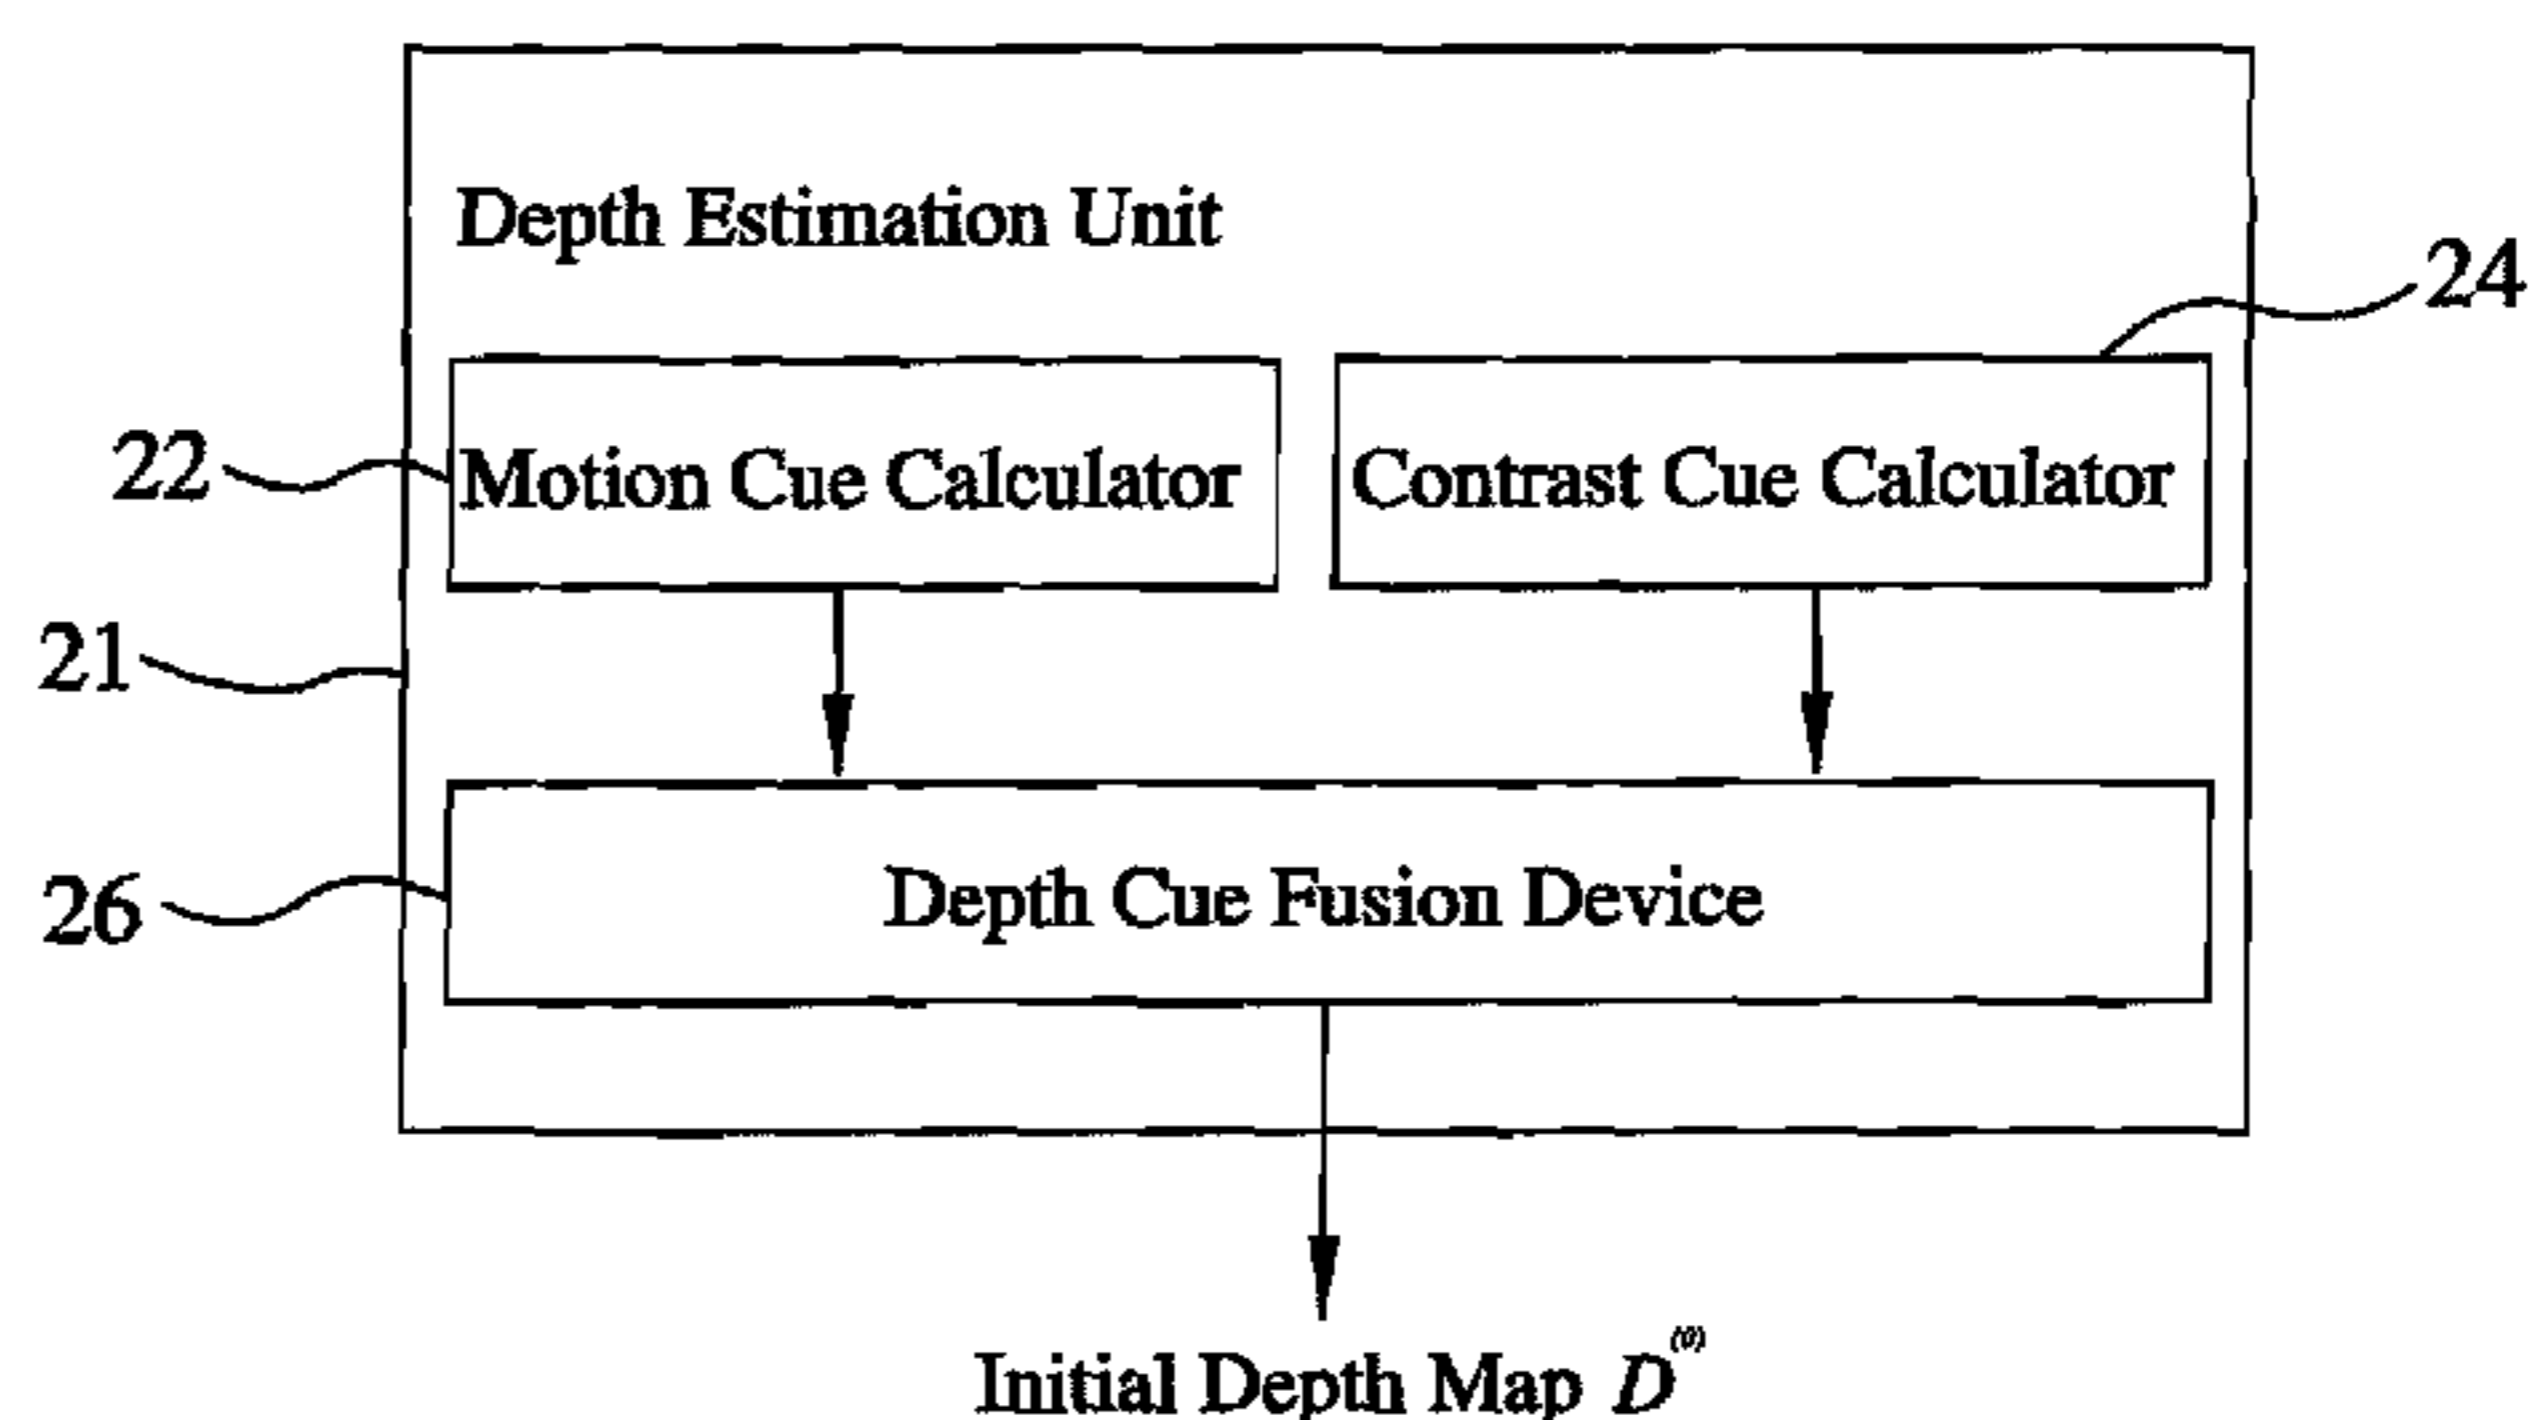 Depth Estimation Unit
24
22
Motion Cue Calculator
Contrast Cue Calculator
21
26
Depth Cue Fusion Device
Initial Depth Map D⁽⁰⁾